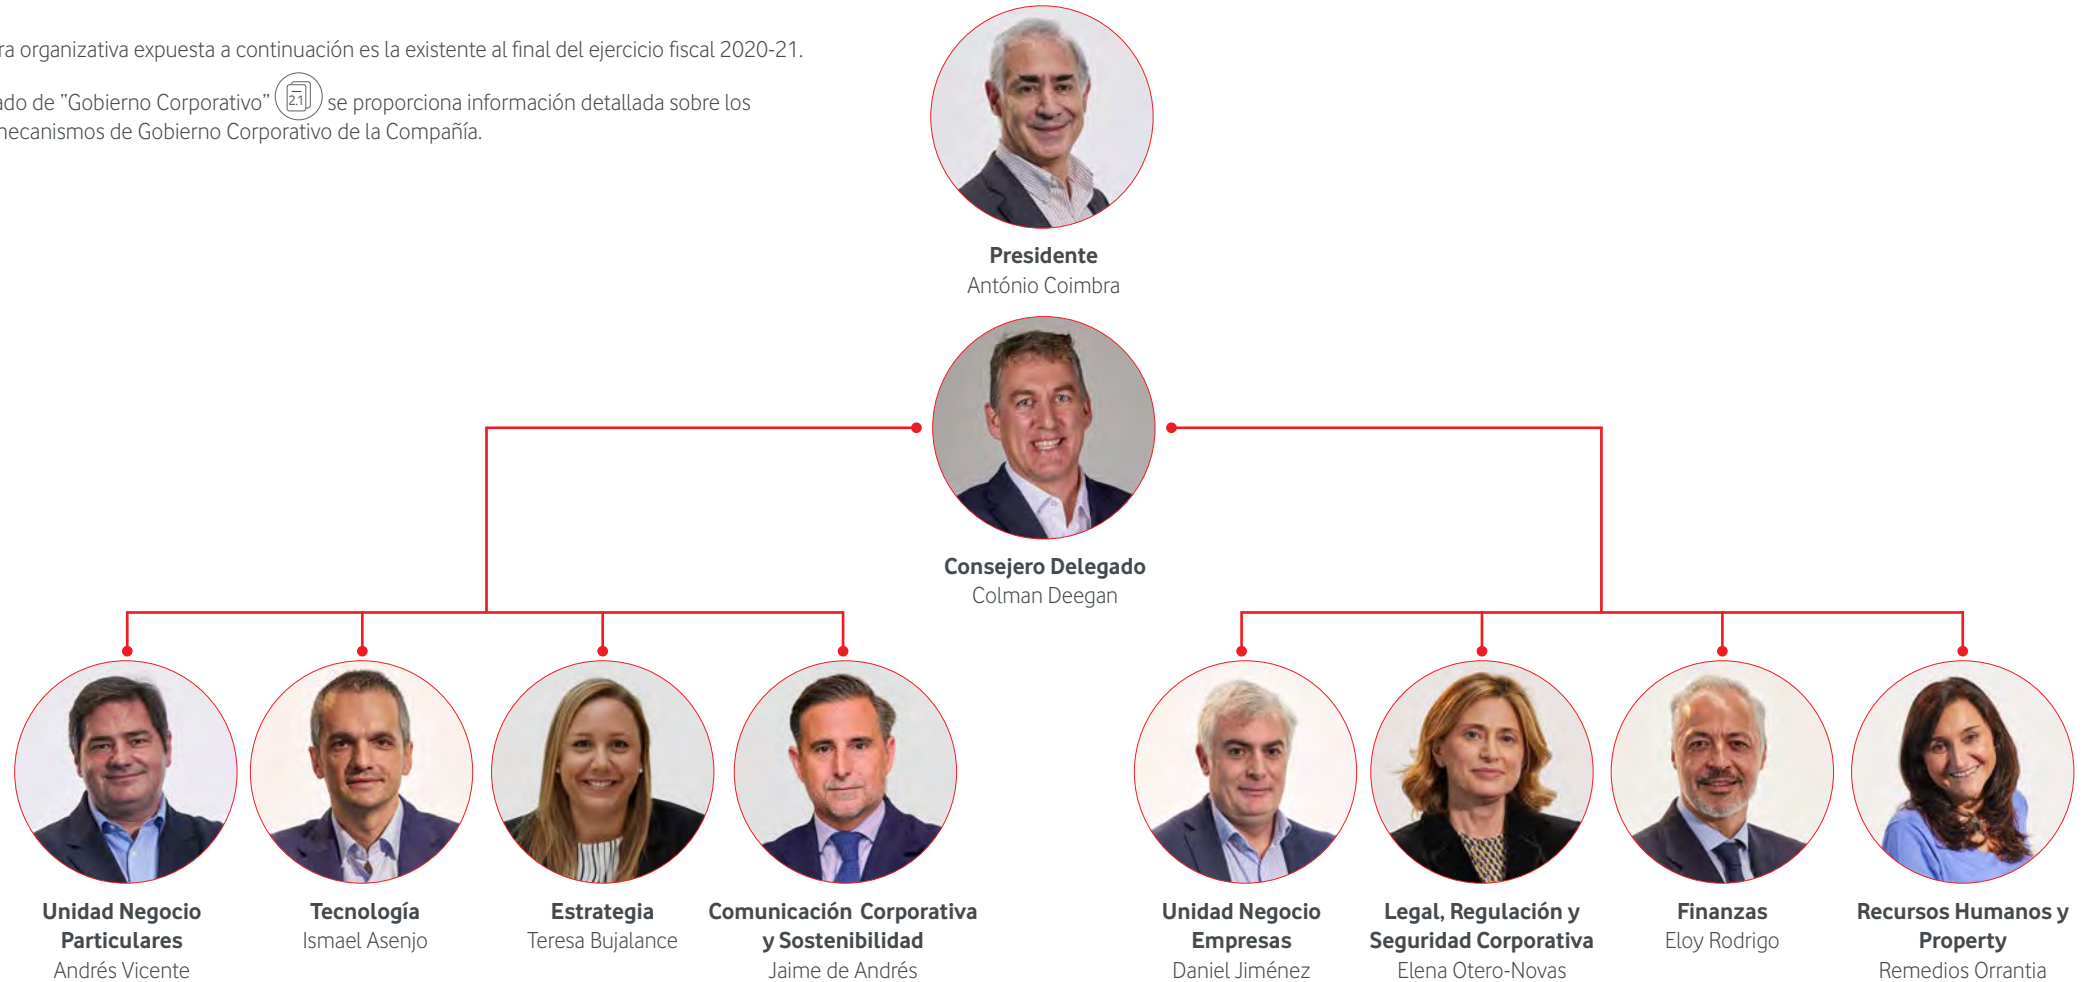 ra organizativa expuesta a continuación es la existente al final del ejercicio fiscal 2020-21.
ado de "Gobierno Corporativo" 2.1 se proporciona información detallada sobre los
mecanismos de Gobierno Corporativo de la Compañía.
Presidente
António Coimbra
Consejero Delegado
Colman Deegan
Unidad Negocio
Particulares
Andrés Vicente
Tecnología
Ismael Asenjo
Estrategia
Teresa Bujalance
Comunicación Corporativa
y Sostenibilidad
Jaime de Andrés
Unidad Negocio
Empresas
Daniel Jiménez
Legal, Regulación y
Seguridad Corporativa
Elena Otero-Novas
Finanzas
Eloy Rodrigo
Recursos Humanos y
Property
Remedios Orrantia